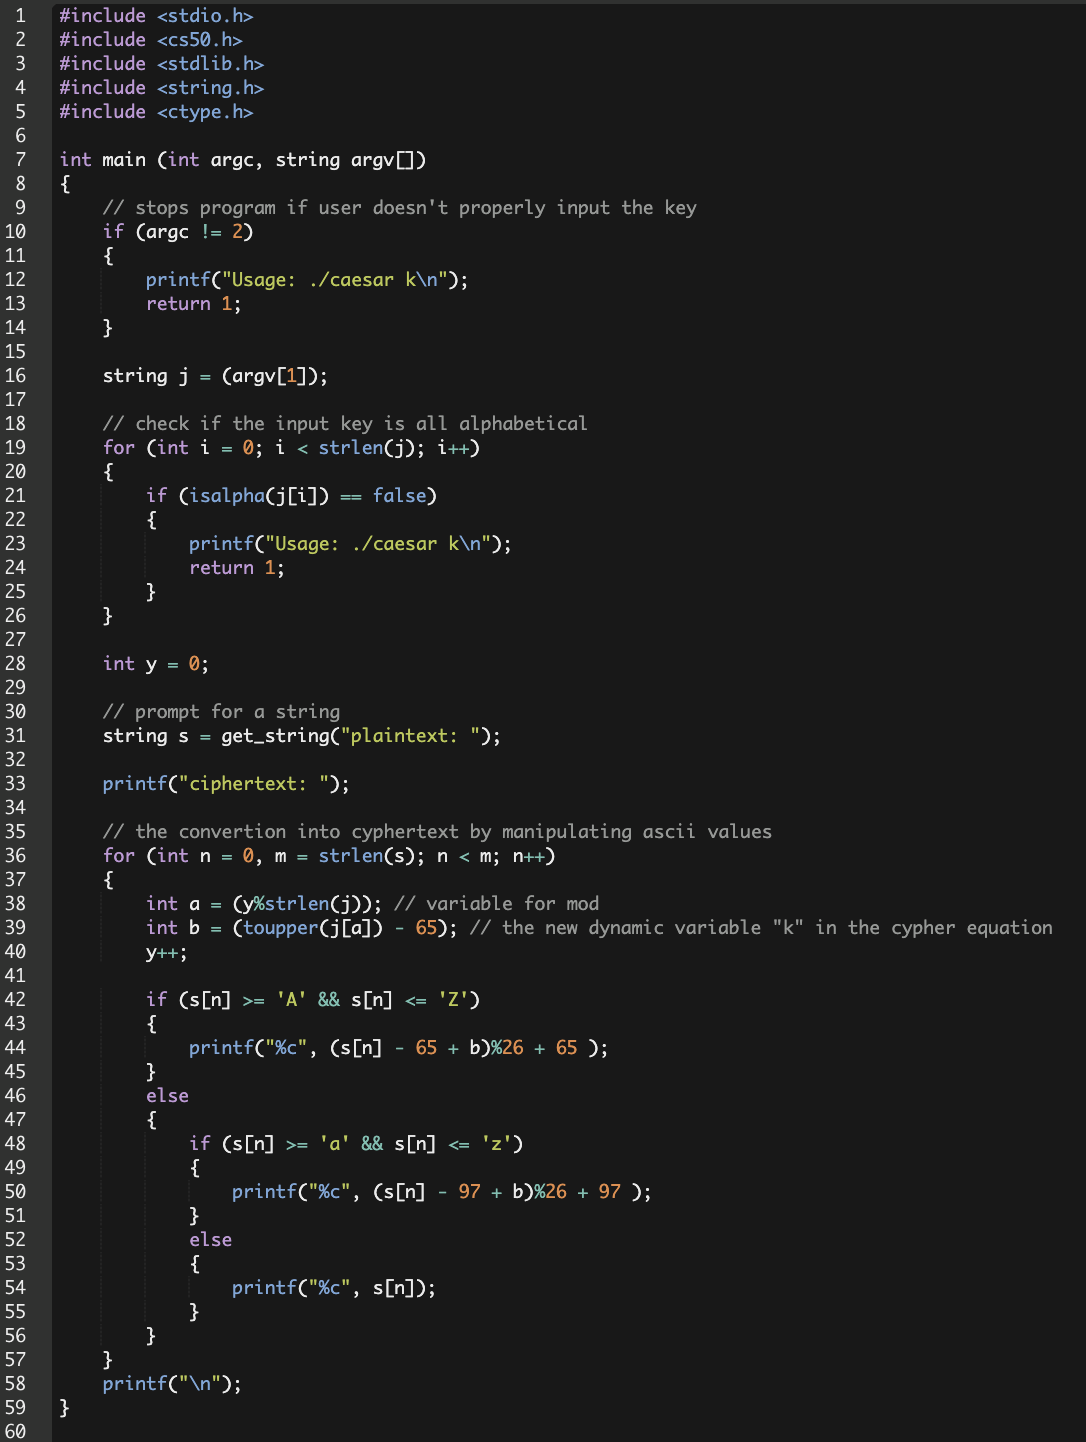 1 #include <stdio.h>
2 #include <cs50.h>
3 #include <stdlib.h>
4 #include <string.h>
5 #include <ctype.h>
6
7 int main (int argc, string argv[])
8 {
9     // stops program if user doesn't properly input the key
10     if (argc != 2)
11     {
12         printf("Usage: ./caesar k\n");
13         return 1;
14     }
15
16     string j = (argv[1]);
17
18     // check if the input key is all alphabetical
19     for (int i = 0; i < strlen(j); i++)
20     {
21         if (isalpha(j[i]) == false)
22         {
23             printf("Usage: ./caesar k\n");
24             return 1;
25         }
26     }
27
28     int y = 0;
29
30     // prompt for a string
31     string s = get_string("plaintext: ");
32
33     printf("ciphertext: ");
34
35     // the convertion into cyphertext by manipulating ascii values
36     for (int n = 0, m = strlen(s); n < m; n++)
37     {
38         int a = (y%strlen(j)); // variable for mod
39         int b = (toupper(j[a]) - 65); // the new dynamic variable "k" in the cypher equation
40         y++;
41
42         if (s[n] >= 'A' && s[n] <= 'Z')
43         {
44             printf("%c", (s[n] - 65 + b)%26 + 65 );
45         }
46         else
47         {
48             if (s[n] >= 'a' && s[n] <= 'z')
49             {
50                 printf("%c", (s[n] - 97 + b)%26 + 97 );
51             }
52             else
53             {
54                 printf("%c", s[n]);
55             }
56         }
57     }
58     printf("\n");
59 }
60